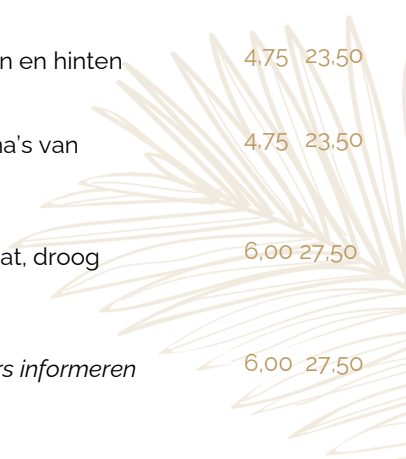 n en hinten 4,75 23,50
a's van 4,75 23,50
at, droog 6,00 27,50
rs informeren 6,00 27,50